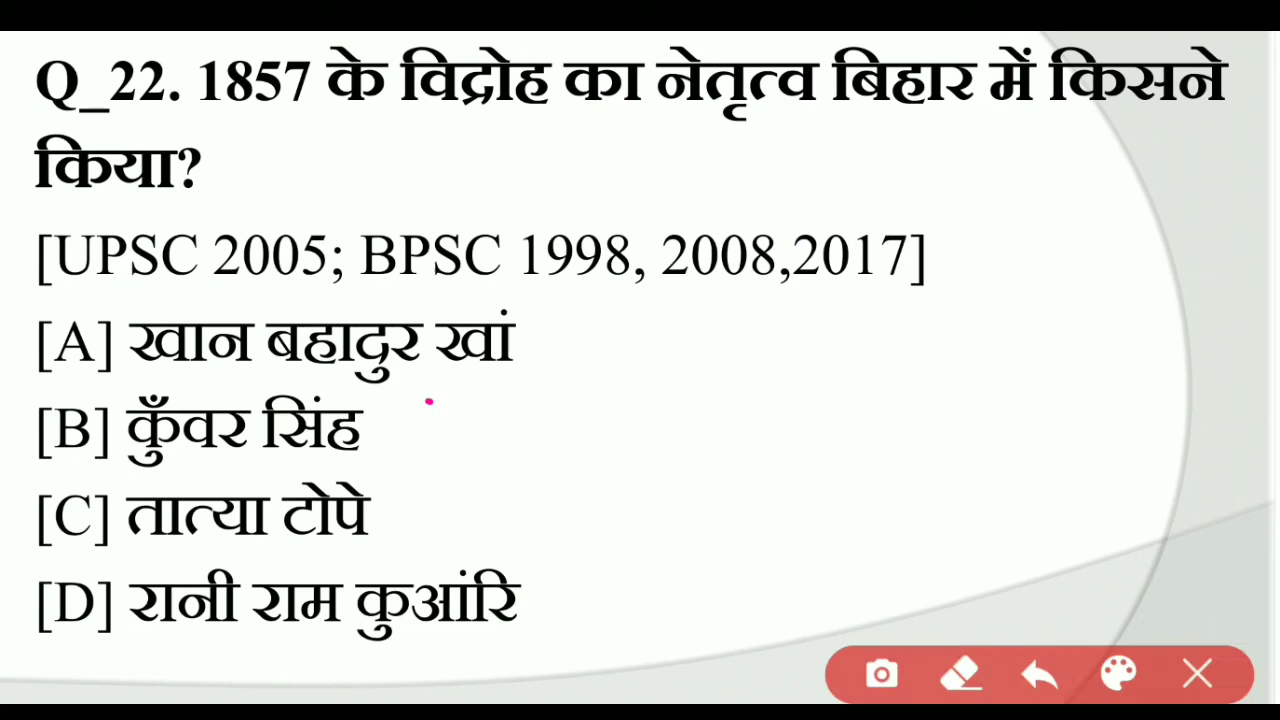 Q_22. 1857 के विद्रोह का नेतृत्व बिहार में किसने
किया?
[UPSC 2005; BPSC 1998, 2008,2017]
[A] खान बहादुर खां
[B] कुँवर सिंह
[C] तात्या टोपे
[D] रानी राम कुआंरि